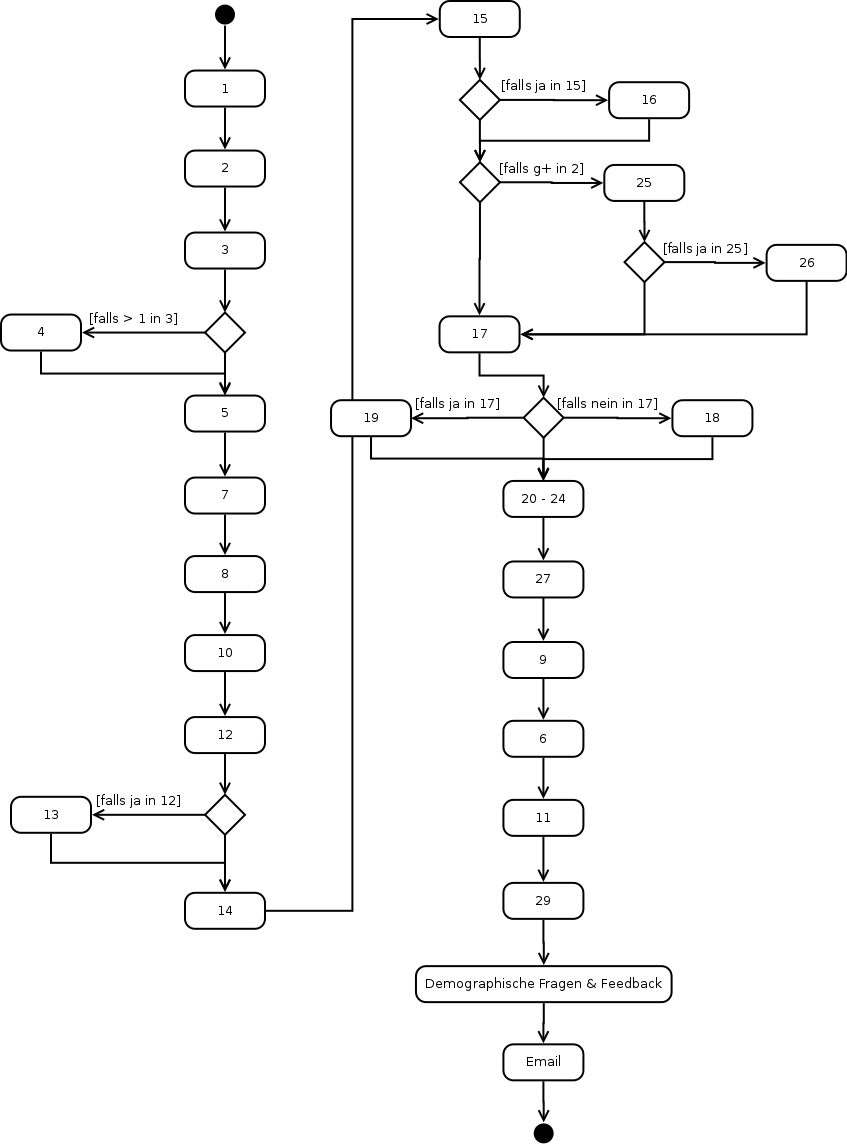 1
2
3
[falls > 1 in 3]
4
5
7
8
10
12
[falls ja in 12]
13
14
15
[falls ja in 15]
16
[falls g+ in 2]
25
[falls ja in 25]
26
17
[falls ja in 17]
[falls nein in 17]
19
18
20 - 24
27
9
6
11
29
Demographische Fragen & Feedback
Email